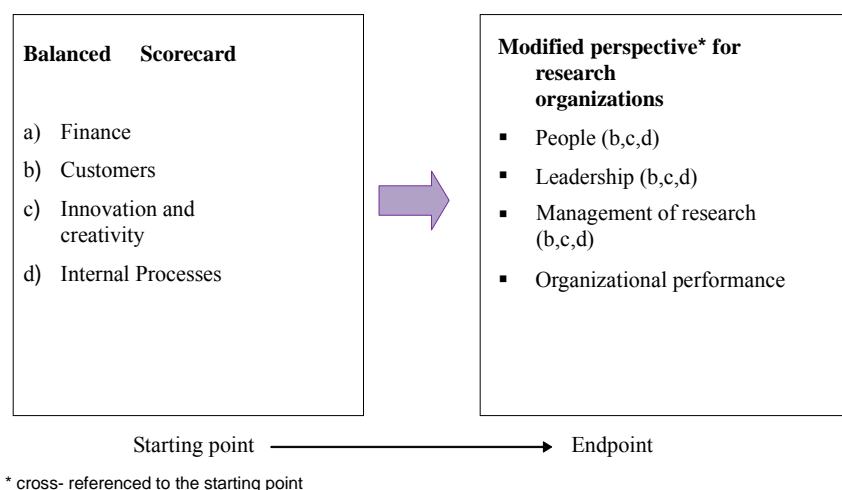 Balanced Scorecard
a) Finance
b) Customers
c) Innovation and
creativity
d) Internal Processes
Modified perspective* for
research
organizations
▪ People (b,c,d)
▪ Leadership (b,c,d)
▪ Management of research
(b,c,d)
▪ Organizational performance
Starting point
Endpoint
* cross- referenced to the starting point